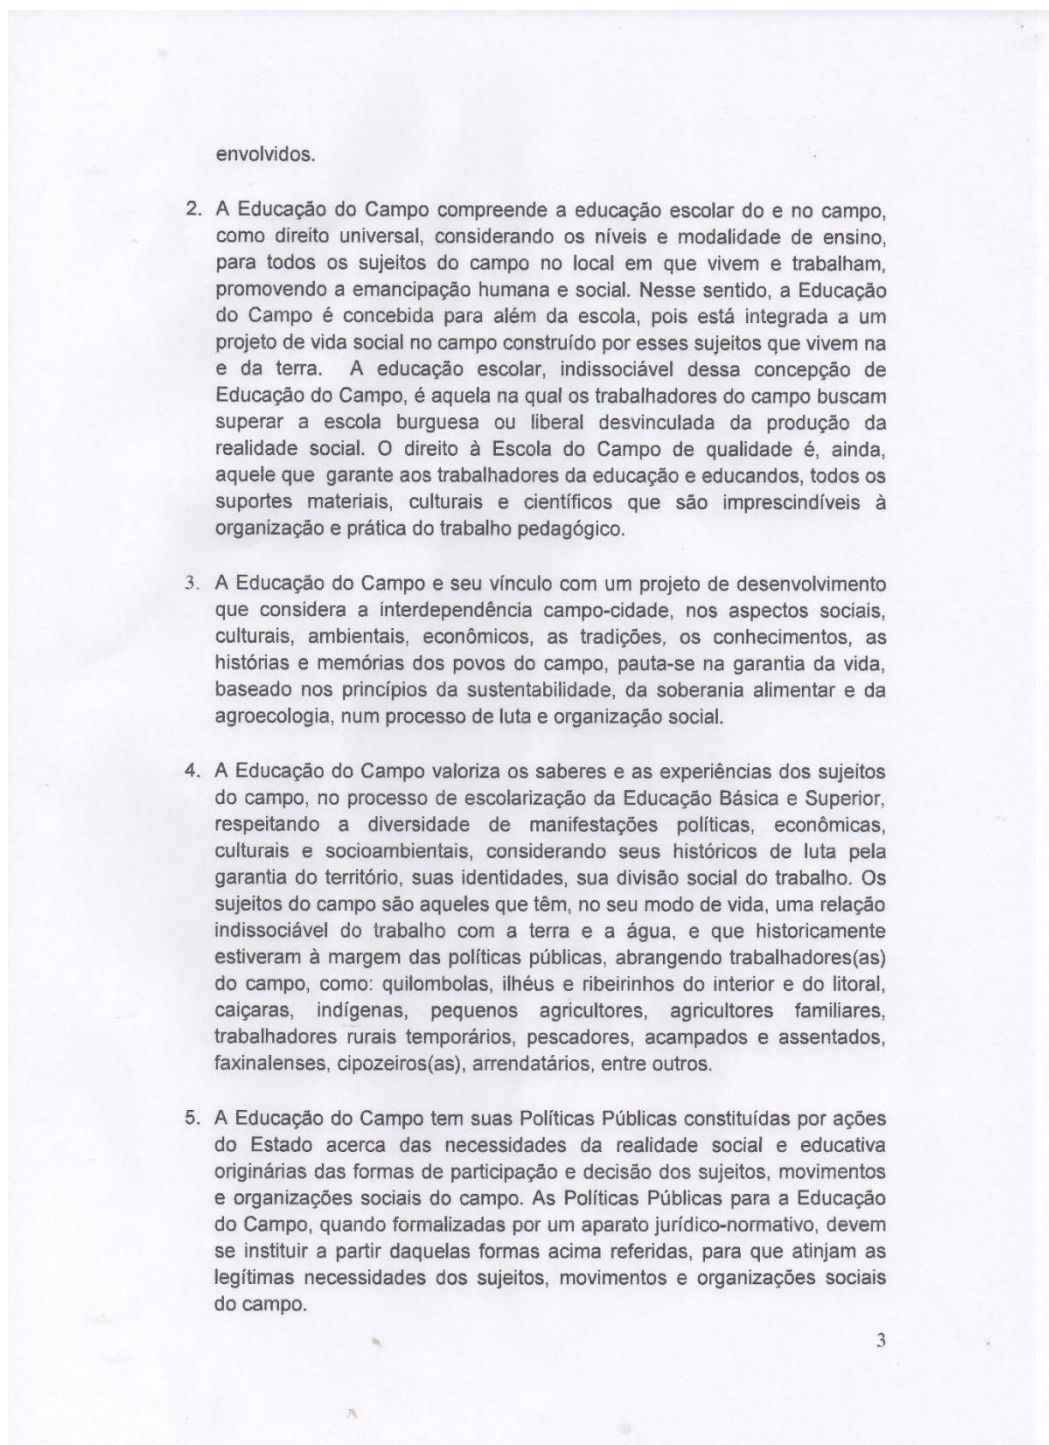 envolvidos.
2. A Educação do Campo compreende a educação escolar do e no campo,
como direito universal, considerando os níveis e modalidade de ensino,
para todos os sujeitos do campo no local em que vivem e trabalham,
promovendo a emancipação humana e social. Nesse sentido, a Educação
do Campo é concebida para além da escola, pois está integrada a um
projeto de vida social no campo construído por esses sujeitos que vivem na
e da terra. A educação escolar, indissociável dessa concepção de
Educação do Campo, é aquela na qual os trabalhadores do campo buscam
superar a escola burguesa ou liberal desvinculada da produção da
realidade social. O direito à Escola do Campo de qualidade é, ainda,
aquele que garante aos trabalhadores da educação e educandos, todos os
suportes materiais, culturais e científicos que são imprescindíveis à
organização e prática do trabalho pedagógico.
3. A Educação do Campo e seu vínculo com um projeto de desenvolvimento
que considera a interdependência campo-cidade, nos aspectos sociais,
culturais, ambientais, econômicos, as tradições, os conhecimentos, as
histórias e memórias dos povos do campo, pauta-se na garantia da vida,
baseado nos princípios da sustentabilidade, da soberania alimentar e da
agroecologia, num processo de luta e organização social.
4. A Educação do Campo valoriza os saberes e as experiências dos sujeitos
do campo, no processo de escolarização da Educação Básica e Superior,
respeitando a diversidade de manifestações políticas, econômicas,
culturais e socioambientais, considerando seus históricos de luta pela
garantia do território, suas identidades, sua divisão social do trabalho. Os
sujeitos do campo são aqueles que têm, no seu modo de vida, uma relação
indissociável do trabalho com a terra e a água, e que historicamente
estiveram à margem das políticas públicas, abrangendo trabalhadores(as)
do campo, como: quilombolas, ilhéus e ribeirinhos do interior e do litoral,
caiçaras, indígenas, pequenos agricultores, agricultores familiares,
trabalhadores rurais temporários, pescadores, acampados e assentados,
faxinalenses, cipozeiros(as), arrendatários, entre outros.
5. A Educação do Campo tem suas Políticas Públicas constituídas por ações
do Estado acerca das necessidades da realidade social e educativa
originárias das formas de participação e decisão dos sujeitos, movimentos
e organizações sociais do campo. As Políticas Públicas para a Educação
do Campo, quando formalizadas por um aparato jurídico-normativo, devem
se instituir a partir daquelas formas acima referidas, para que atinjam as
legítimas necessidades dos sujeitos, movimentos e organizações sociais
do campo.
3